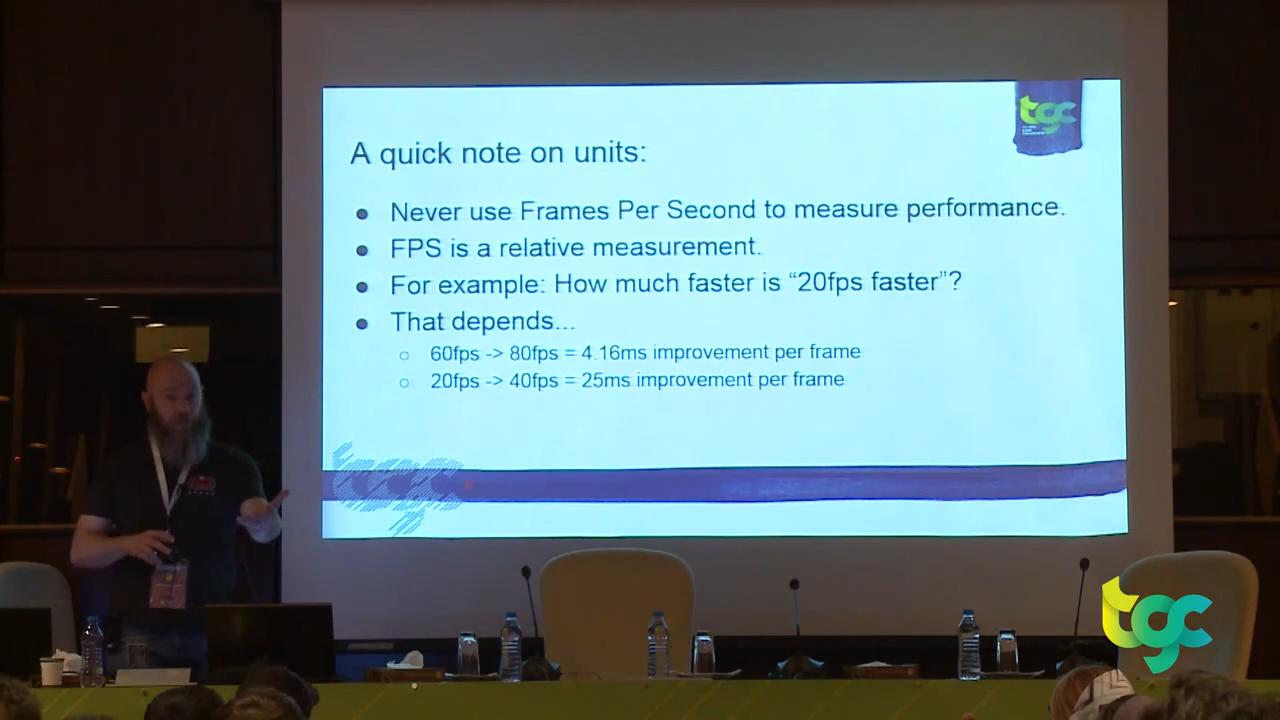 tgc
A quick note on units:
Never use Frames Per Second to measure performance.
FPS is a relative measurement.
For example: How much faster is “20fps faster”?
That depends...
60fps -> 80fps = 4.16ms improvement per frame
20fps -> 40fps = 25ms improvement per frame
tgc
tgc